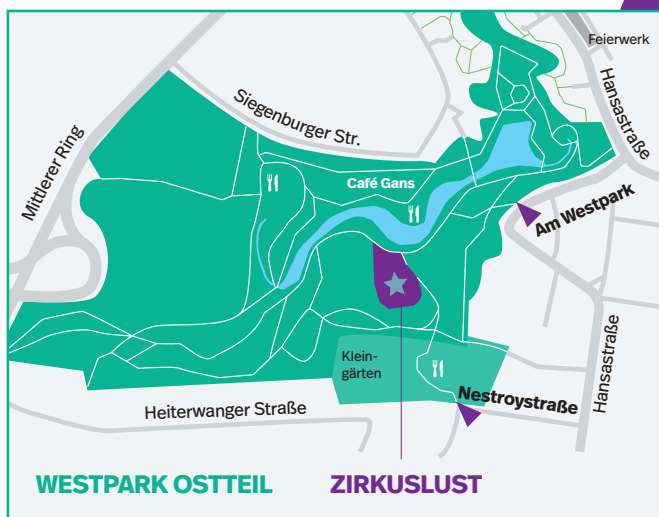 Feierwerk
Hansastraße
Siegenburger Str.
Mittlerer Ring
Café Gans
Am Westpark
Hansastraße
Klein-
gärten
Nestroystraße
Heiterwanger Straße
WESTPARK OSTTEIL
ZIRKUSLUST